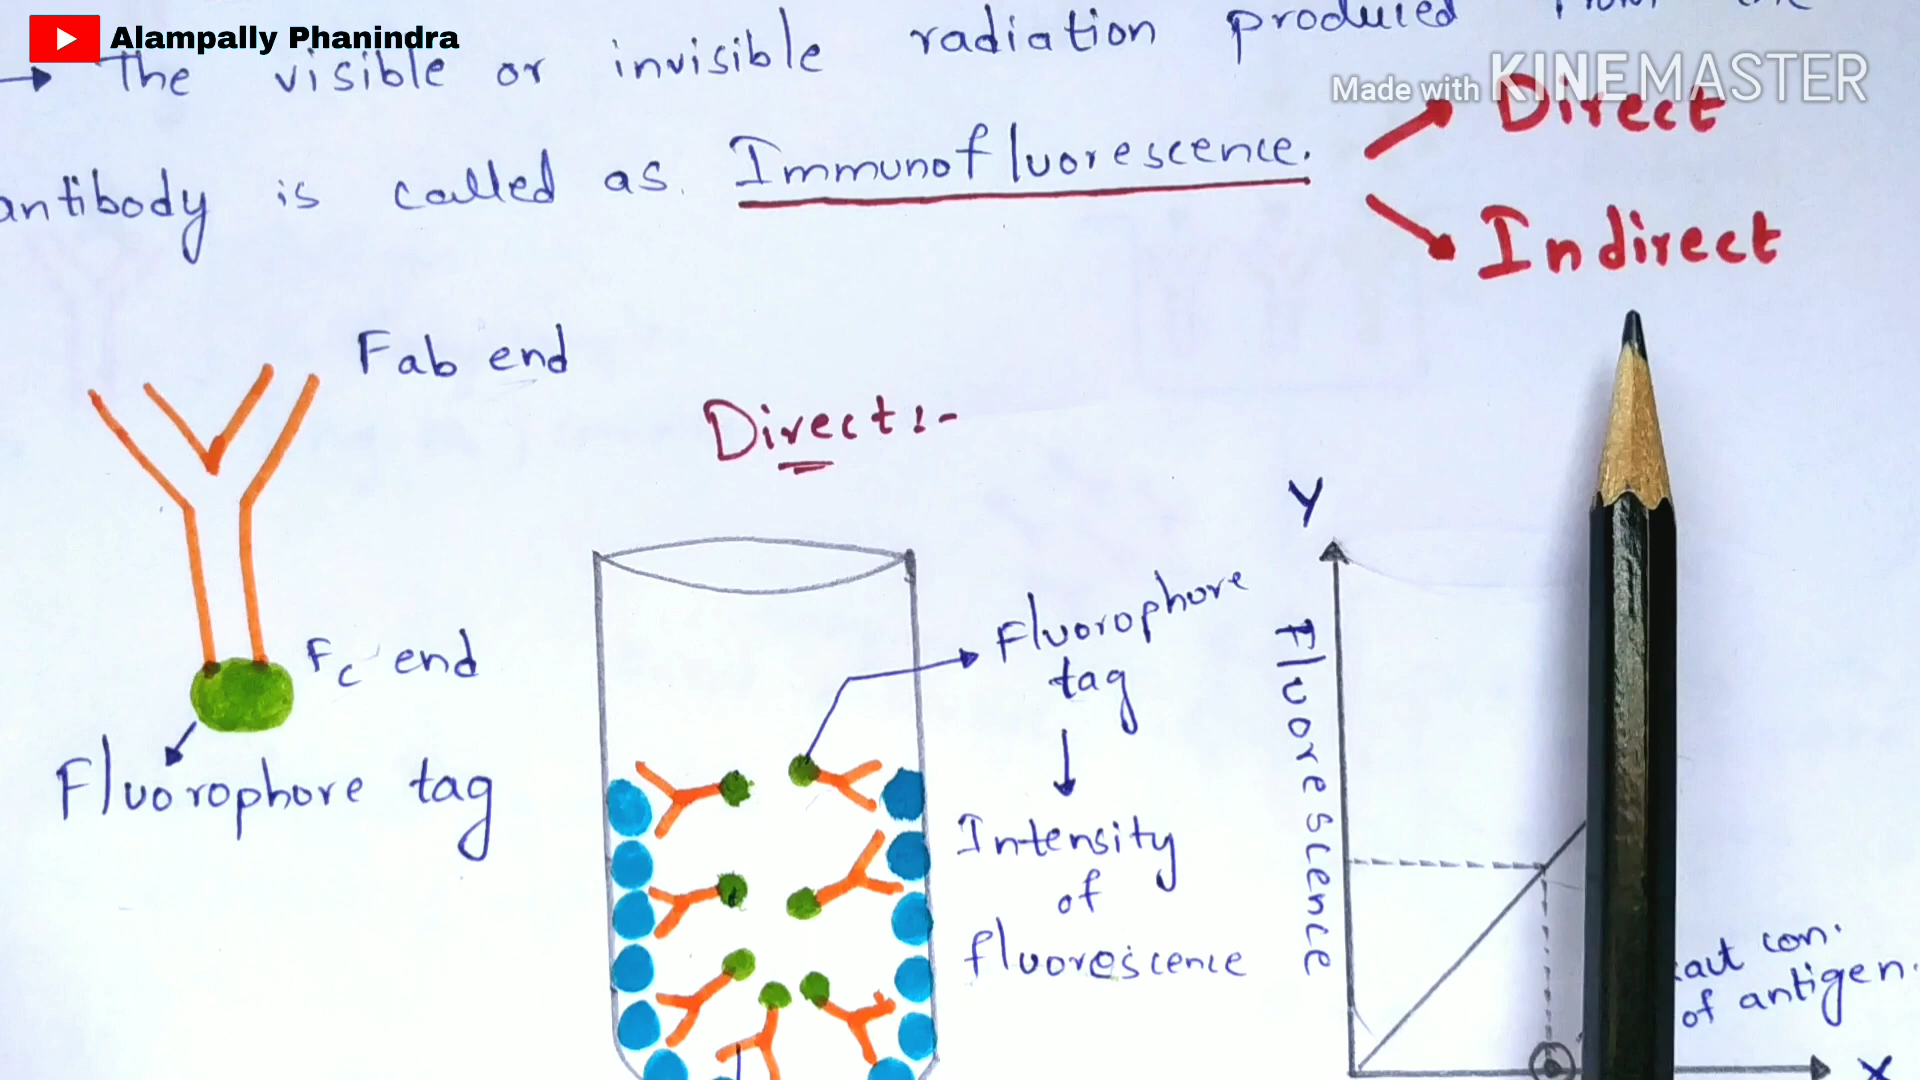 Alampally Phanindra
→ The visible or invisible radiation produced
Made with KINEMASTER
antibody is called as. Immunofluorescence.
Direct
Indirect
Fab end
Direct:-
Y
Fc end
Fluorophore tag
Fluorophore
tag
Intensity
of
fluorescence
Fluorescence
con.
of antigen.
X